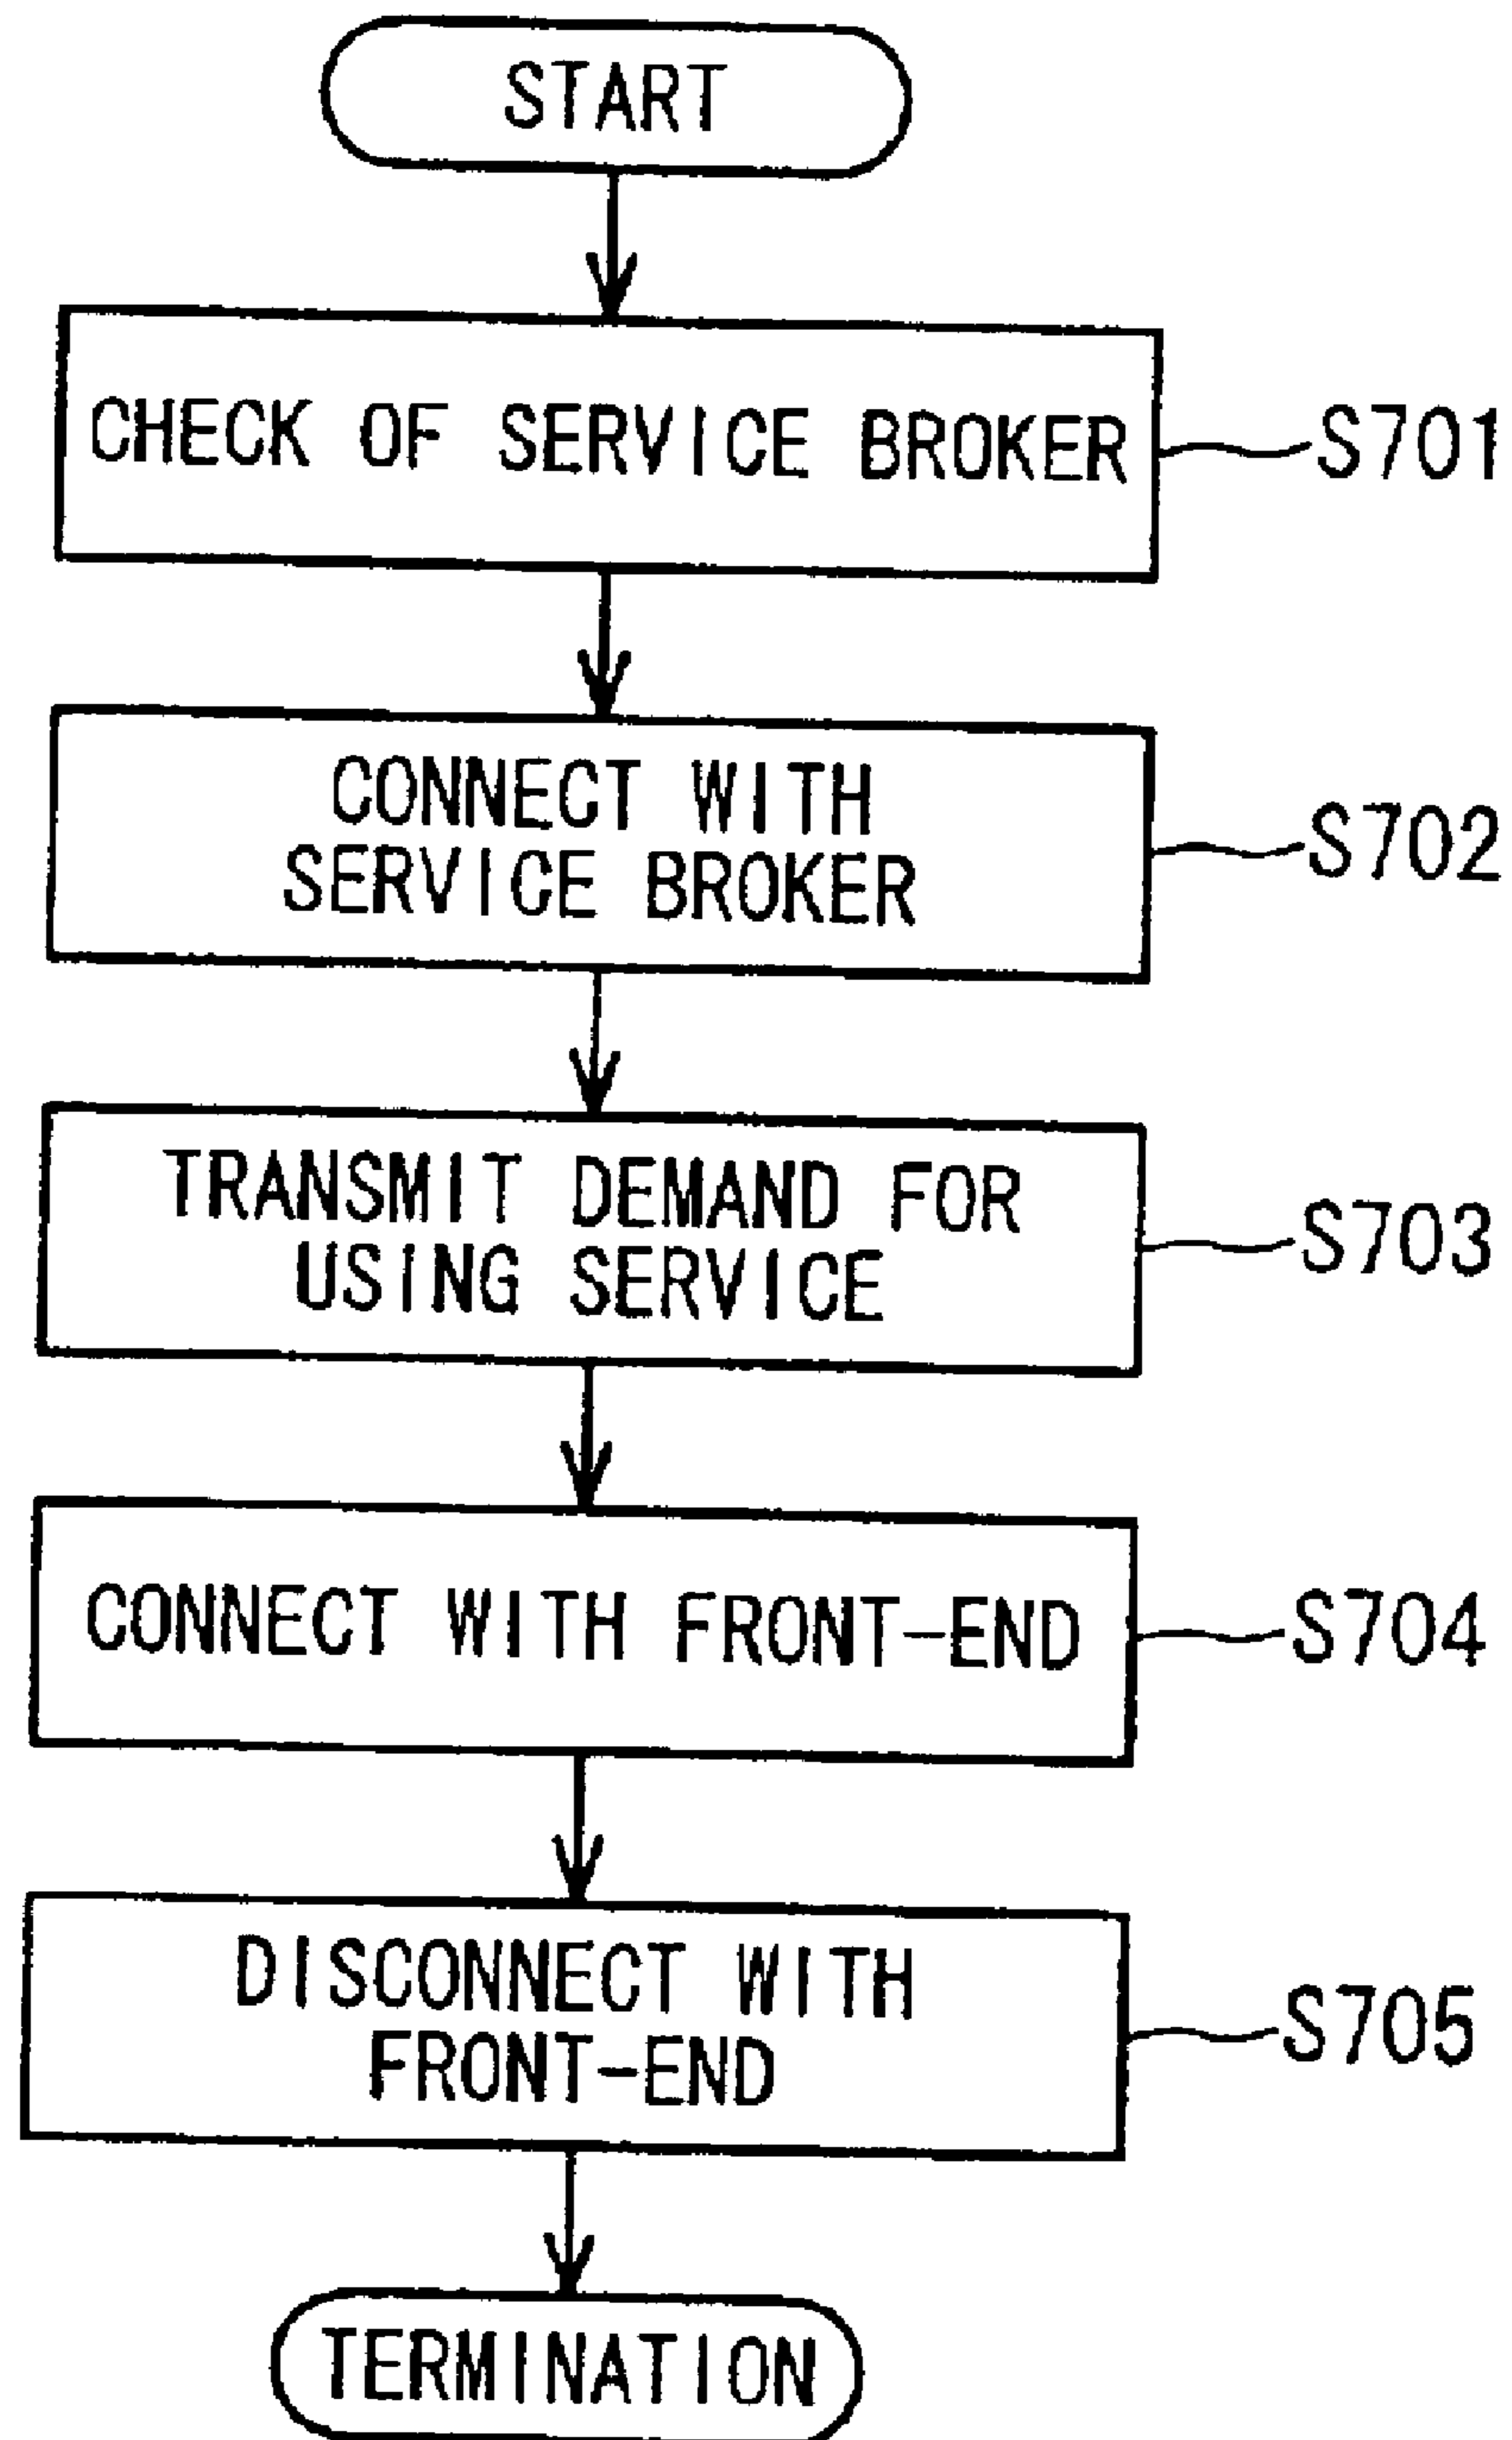 START
CHECK OF SERVICE BROKER
S701
CONNECT WITH
SERVICE BROKER
S702
TRANSMIT DEMAND FOR
USING SERVICE
S703
CONNECT WITH FRONT-END
S704
DISCONNECT WITH
FRONT-END
S705
TERMINATION